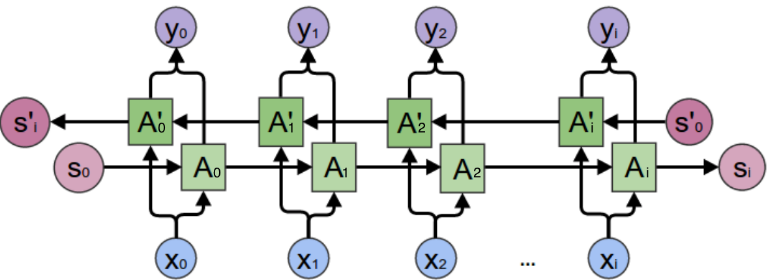 y₀ y₁ y₂ yᵢ
s'ᵢ A'₀ A'₁ A'₂ A'ᵢ s'₀
s₀ A₀ A₁ A₂ Aᵢ sᵢ
x₀ x₁ x₂ ... xᵢ